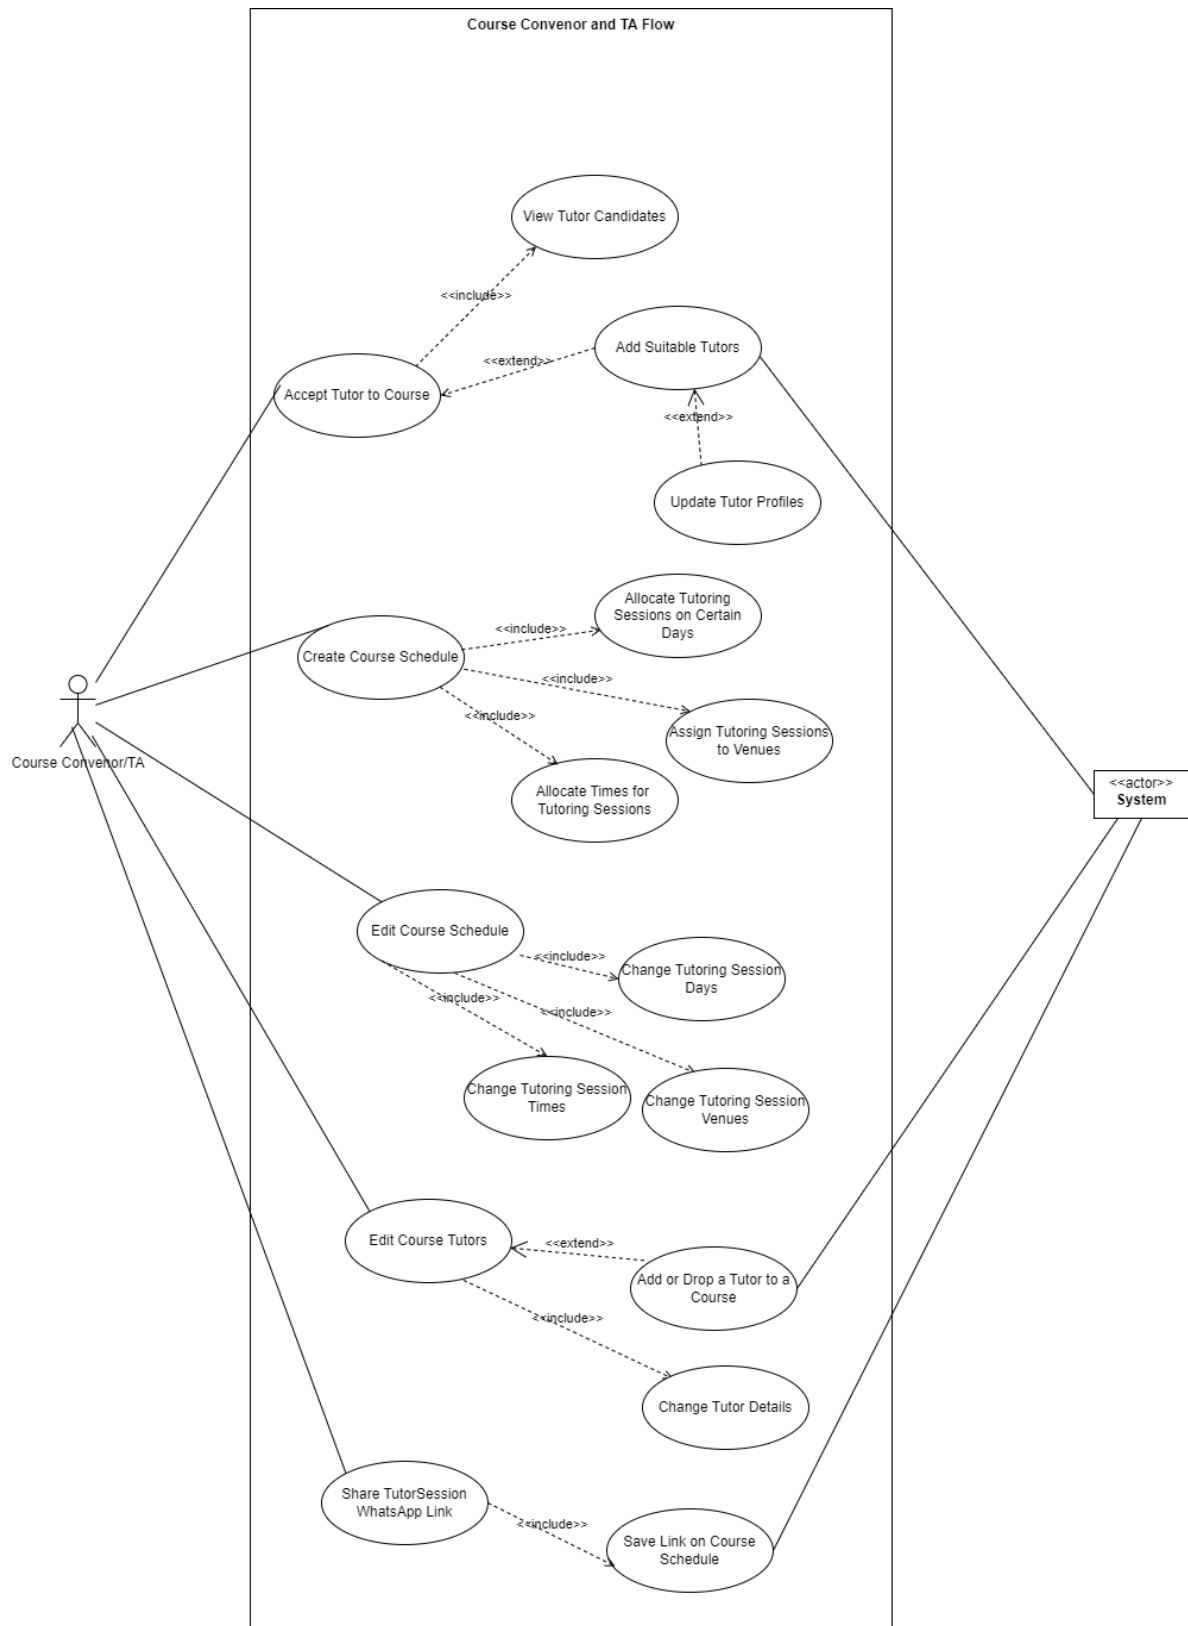 Course Convenor and TA Flow
View Tutor Candidates
<<include>>
Add Suitable Tutors
<<extend>>
Accept Tutor to Course
<<extend>>
Update Tutor Profiles
Allocate Tutoring
Sessions on Certain
Days
<<include>>
Create Course Schedule
<<include>>
<<include>>
Assign Tutoring Sessions
to Venues
Course Convenor/TA
Allocate Times for
Tutoring Sessions
<<actor>>
System
Edit Course Schedule
<<include>>
Change Tutoring Session
Days
<<include>>
<<include>>
Change Tutoring Session
Times
Change Tutoring Session
Venues
Edit Course Tutors
<<extend>>
Add or Drop a Tutor to a
Course
<<include>>
Change Tutor Details
Share TutorSession
WhatsApp Link
<<include>>
Save Link on Course
Schedule